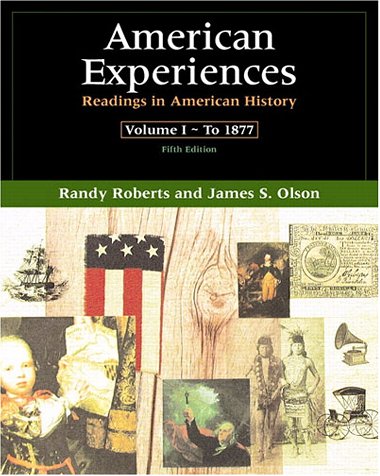 American
Experiences
Readings in American History
Volume I ~ To 1877
Fifth Edition
Randy Roberts and James S. Olson